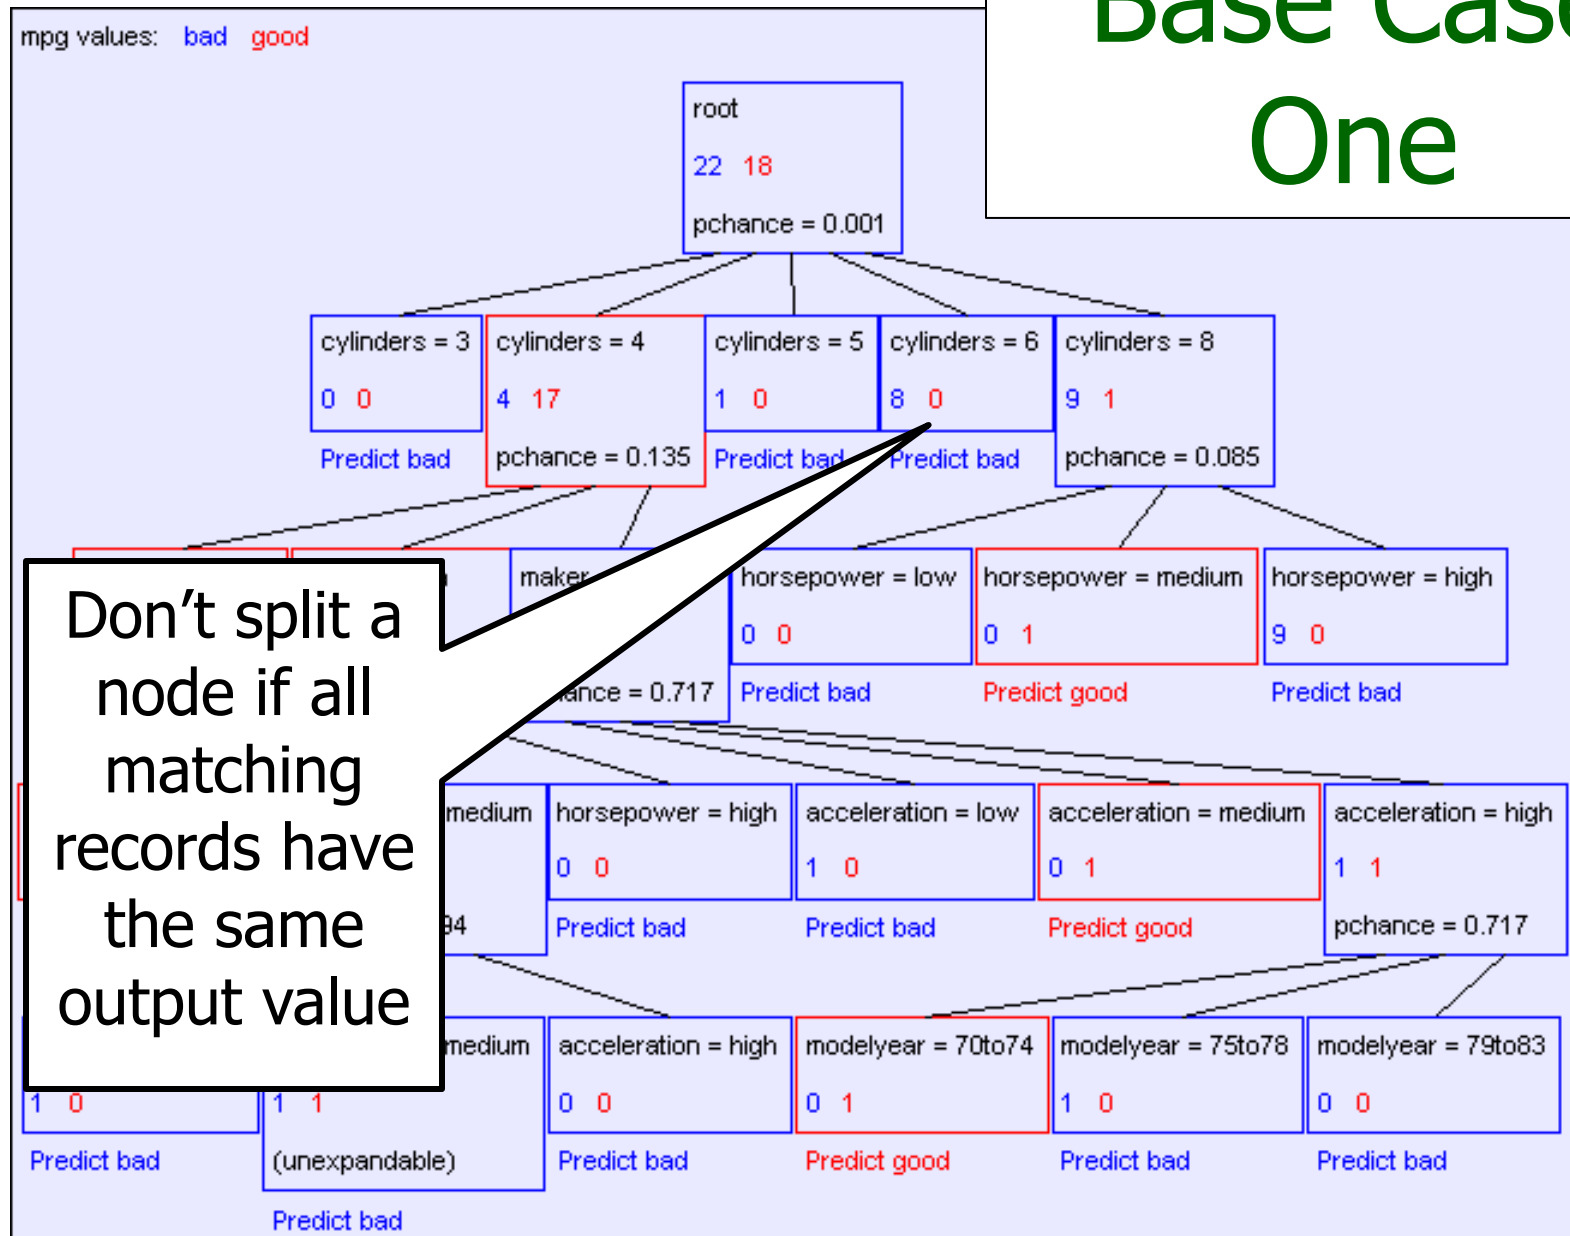 Base Case
One
mpg values: bad good
root
22 18
pchance = 0.001
cylinders = 3
0 0
Predict bad
cylinders = 4
4 17
pchance = 0.135
cylinders = 5
1 0
Predict bad
cylinders = 6
8 0
Predict bad
cylinders = 8
9 1
pchance = 0.085
maker
= 0.717
horsepower = low
0 0
Predict bad
horsepower = medium
0 1
Predict good
horsepower = high
9 0
Predict bad
Don’t split a
node if all
matching
records have
the same
output value
medium
94
horsepower = high
0 0
Predict bad
acceleration = low
1 0
Predict bad
acceleration = medium
0 1
Predict good
acceleration = high
1 1
pchance = 0.717
1 0
Predict bad
medium
1 1
(unexpandable)
Predict bad
acceleration = high
0 0
Predict bad
modelyear = 70to74
0 1
Predict good
modelyear = 75to78
1 0
Predict bad
modelyear = 79to83
0 0
Predict bad